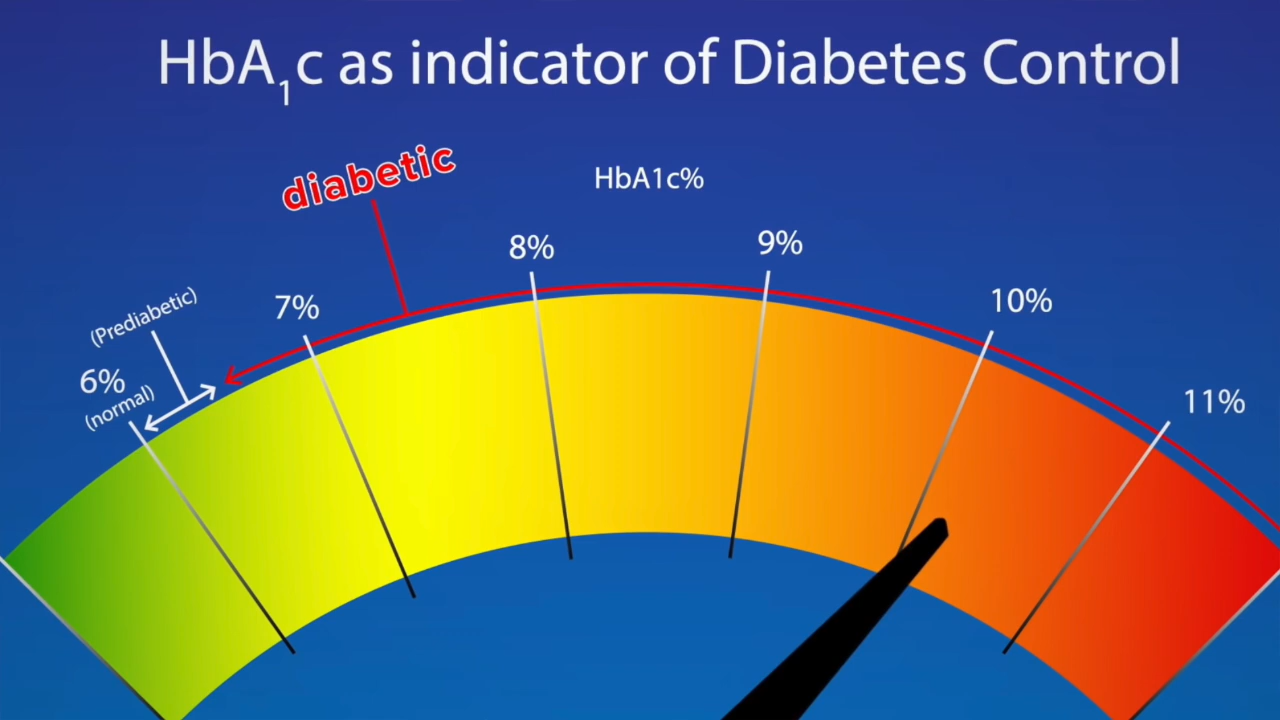 HbA₁c as indicator of Diabetes Control
diabetic
HbA1c%
8%
9%
(Prediabetic)
7%
10%
6%
(normal)
11%